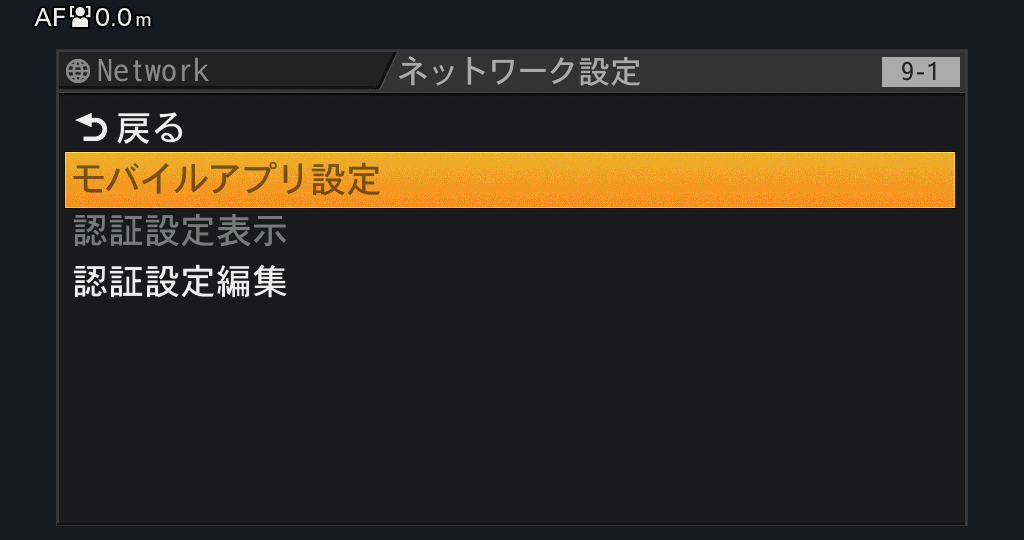 AF 0.0m
Network
ネットワーク設定
9-1
戻る
モバイルアプリ設定
認証設定表示
認証設定編集